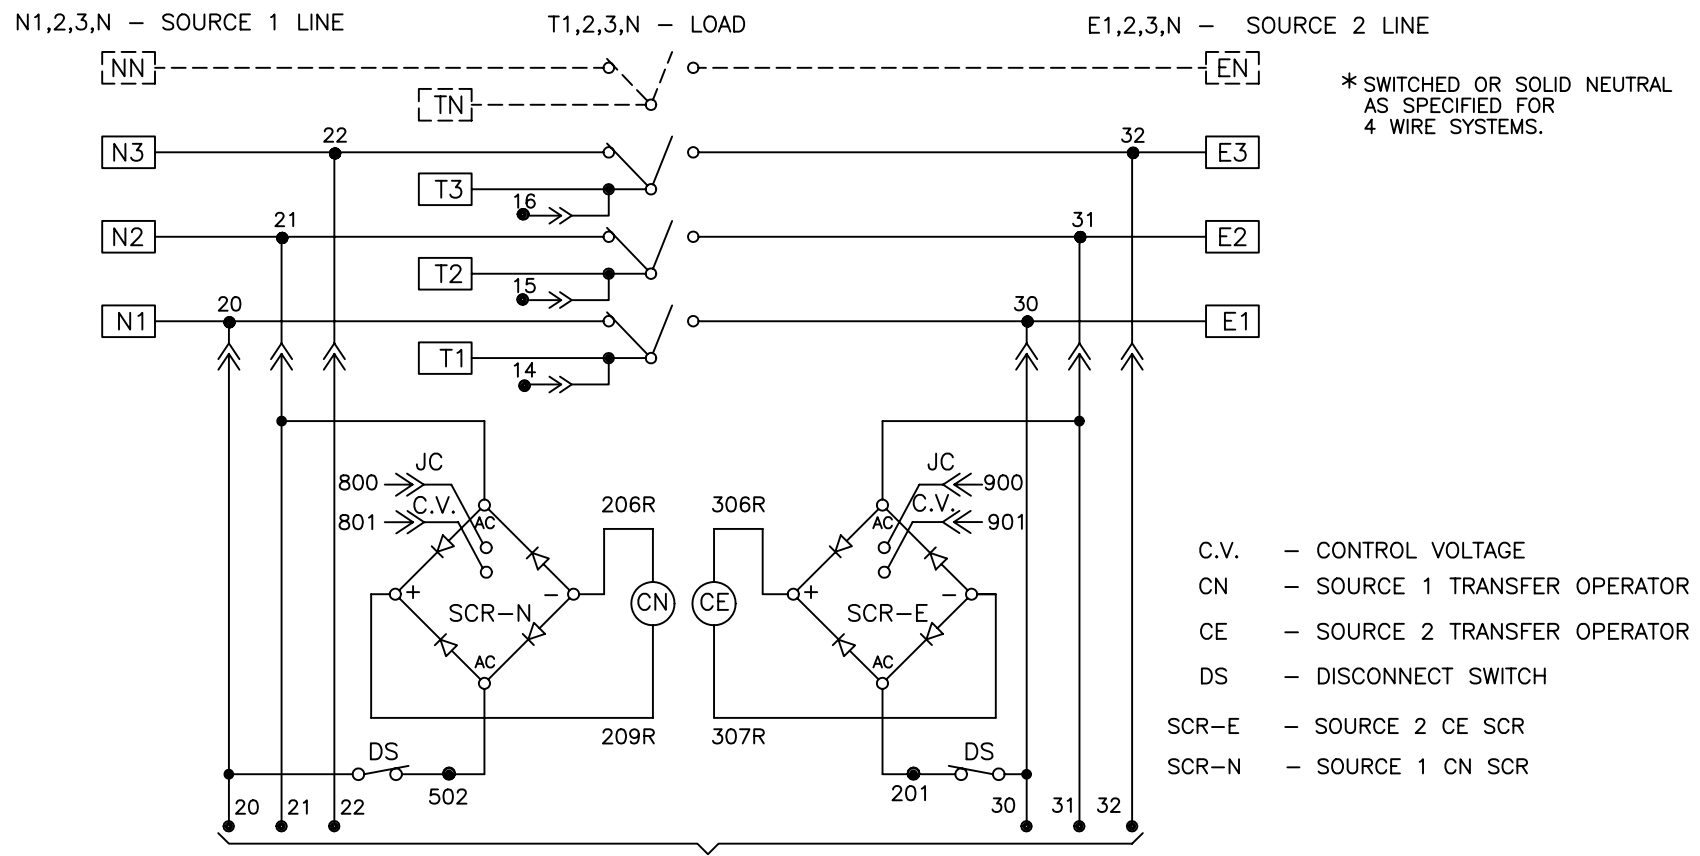 N1,2,3,N – SOURCE 1 LINE
T1,2,3,N – LOAD
E1,2,3,N – SOURCE 2 LINE
NN
EN
* SWITCHED OR SOLID NEUTRAL
AS SPECIFIED FOR
4 WIRE SYSTEMS.
TN
22
32
N3
E3
T3
16
21
31
N2
E2
T2
15
20
30
N1
E1
T1
14
JC
JC
800
900
C.V.
C.V.
801
901
AC
AC
206R
306R
C.V. – CONTROL VOLTAGE
CN – SOURCE 1 TRANSFER OPERATOR
+
–
CN
CE
+
–
SCR–N
SCR–E
CE – SOURCE 2 TRANSFER OPERATOR
AC
AC
DS – DISCONNECT SWITCH
209R
307R
SCR–E – SOURCE 2 CE SCR
DS
DS
SCR–N – SOURCE 1 CN SCR
502
201
20
21
22
30
31
32